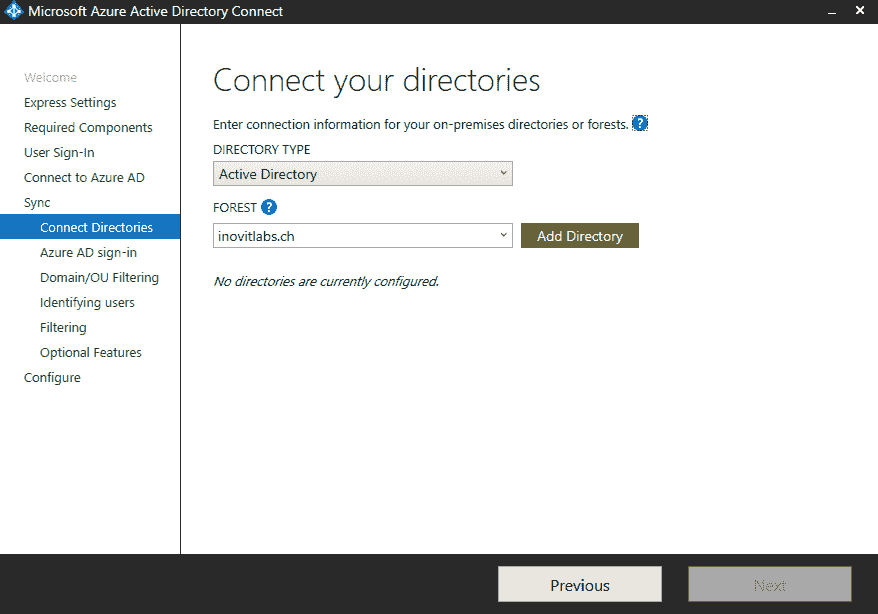 Microsoft Azure Active Directory Connect
Welcome
Express Settings
Required Components
User Sign-In
Connect to Azure AD
Sync
Connect Directories
Azure AD sign-in
Domain/OU Filtering
Identifying users
Filtering
Optional Features
Configure
Connect your directories
Enter connection information for your on-premises directories or forests. ?
DIRECTORY TYPE
Active Directory
FOREST ?
inovitlabs.ch
Add Directory
No directories are currently configured.
Previous
Next